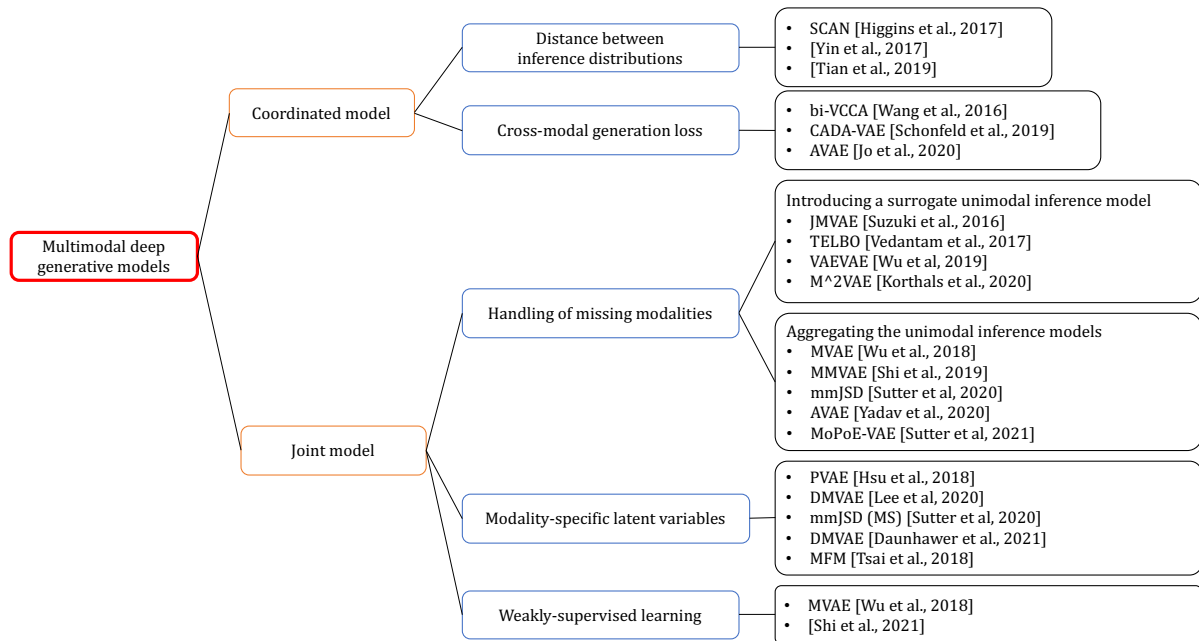 Multimodal deep
generative models
Coordinated model
Distance between
inference distributions
• SCAN [Higgins et al., 2017]
• [Yin et al., 2017]
• [Tian et al., 2019]
Cross-modal generation loss
• bi-VCCA [Wang et al., 2016]
• CADA-VAE [Schonfeld et al., 2019]
• AVAE [Jo et al., 2020]
Joint model
Handling of missing modalities
Introducing a surrogate unimodal inference model
• JMVAE [Suzuki et al., 2016]
• TELBO [Vedantam et al., 2017]
• VAEVAE [Wu et al, 2019]
• M^2VAE [Korthals et al., 2020]
Aggregating the unimodal inference models
• MVAE [Wu et al., 2018]
• MMVAE [Shi et al., 2019]
• mmJSD [Sutter et al, 2020]
• AVAE [Yadav et al., 2020]
• MoPoE-VAE [Sutter et al, 2021]
Modality-specific latent variables
• PVAE [Hsu et al., 2018]
• DMVAE [Lee et al, 2020]
• mmJSD (MS) [Sutter et al, 2020]
• DMVAE [Daunhawer et al., 2021]
• MFM [Tsai et al., 2018]
Weakly-supervised learning
• MVAE [Wu et al., 2018]
• [Shi et al., 2021]